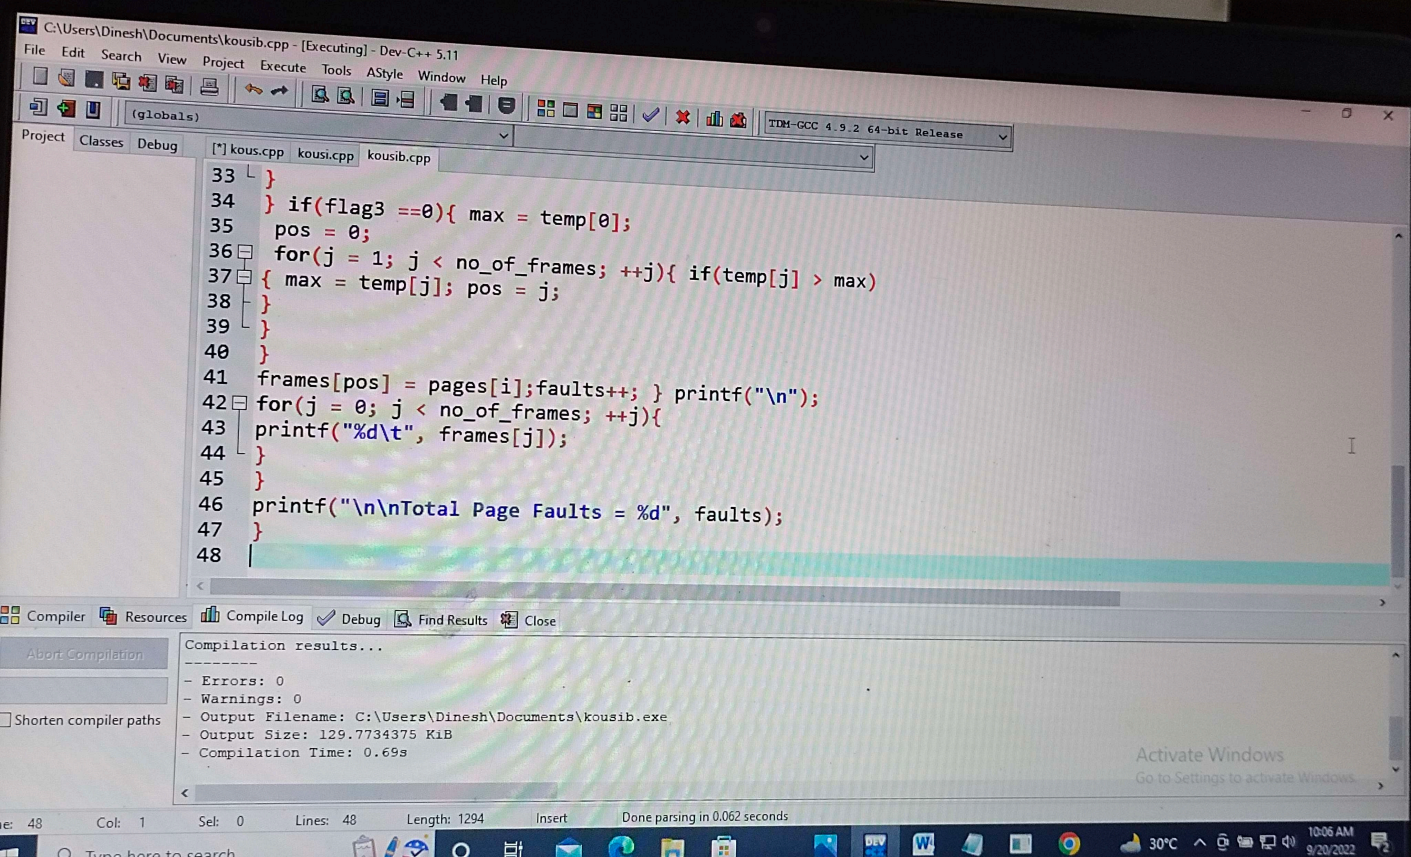 C:\Users\Dinesh\Documents\kousib.cpp - [Executing] - Dev-C++ 5.11
File Edit Search View Project Execute Tools AStyle Window Help
TDM-GCC 4.9.2 64-bit Release
(globals)
Project Classes Debug
[*] kous.cpp kousi.cpp kousib.cpp
33 }
34 } if(flag3 ==0){ max = temp[0];
35 pos = 0;
36 for(j = 1; j < no_of_frames; ++j){ if(temp[j] > max)
37 { max = temp[j]; pos = j;
38 }
39 }
40 }
41 frames[pos] = pages[i];faults++; } printf("\n");
42 for(j = 0; j < no_of_frames; ++j){
43 printf("%d\t", frames[j]);
44 }
45 }
46 printf("\n\nTotal Page Faults = %d", faults);
47 }
48
Compiler Resources Compile Log Debug Find Results Close
Abort Compilation
Shorten compiler paths
Compilation results...
--------
- Errors: 0
- Warnings: 0
- Output Filename: C:\Users\Dinesh\Documents\kousib.exe
- Output Size: 129.7734375 KiB
- Compilation Time: 0.69s
Activate Windows
Go to Settings to activate Windows.
48 Col: 1 Sel: 0 Lines: 48 Length: 1294 Insert Done parsing in 0.062 seconds
Type here to search
DEV
W
30°C
10:06 AM
9/20/2022
2